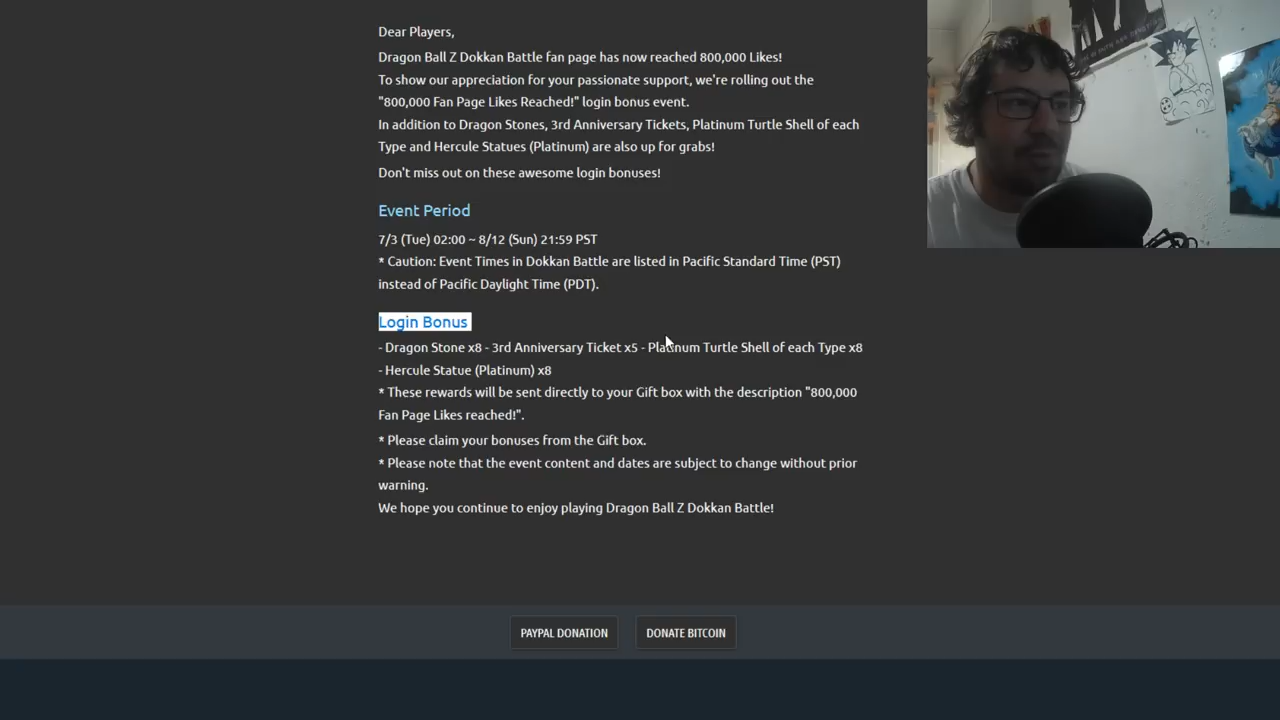 Dear Players,
Dragon Ball Z Dokkan Battle fan page has now reached 800,000 Likes!
To show our appreciation for your passionate support, we're rolling out the
"800,000 Fan Page Likes Reached!" login bonus event.
In addition to Dragon Stones, 3rd Anniversary Tickets, Platinum Turtle Shell of each
Type and Hercule Statues (Platinum) are also up for grabs!
Don't miss out on these awesome login bonuses!
Event Period
7/3 (Tue) 02:00 ~ 8/12 (Sun) 21:59 PST
* Caution: Event Times in Dokkan Battle are listed in Pacific Standard Time (PST)
instead of Pacific Daylight Time (PDT).
Login Bonus
- Dragon Stone x8 - 3rd Anniversary Ticket x5 - Platinum Turtle Shell of each Type x8
- Hercule Statue (Platinum) x8
* These rewards will be sent directly to your Gift box with the description "800,000
Fan Page Likes reached!".
* Please claim your bonuses from the Gift box.
* Please note that the event content and dates are subject to change without prior
warning.
We hope you continue to enjoy playing Dragon Ball Z Dokkan Battle!
PAYPAL DONATION
DONATE BITCOIN